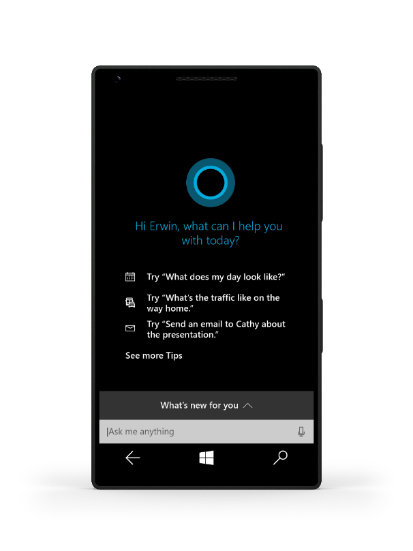 Hi Erwin, what can I help you
with today?
Try “What does my day look like?”
Try “What's the traffic like on the
way home.”
Try “Send an email to Cathy about
the presentation.”
See more Tips
What's new for you
Ask me anything